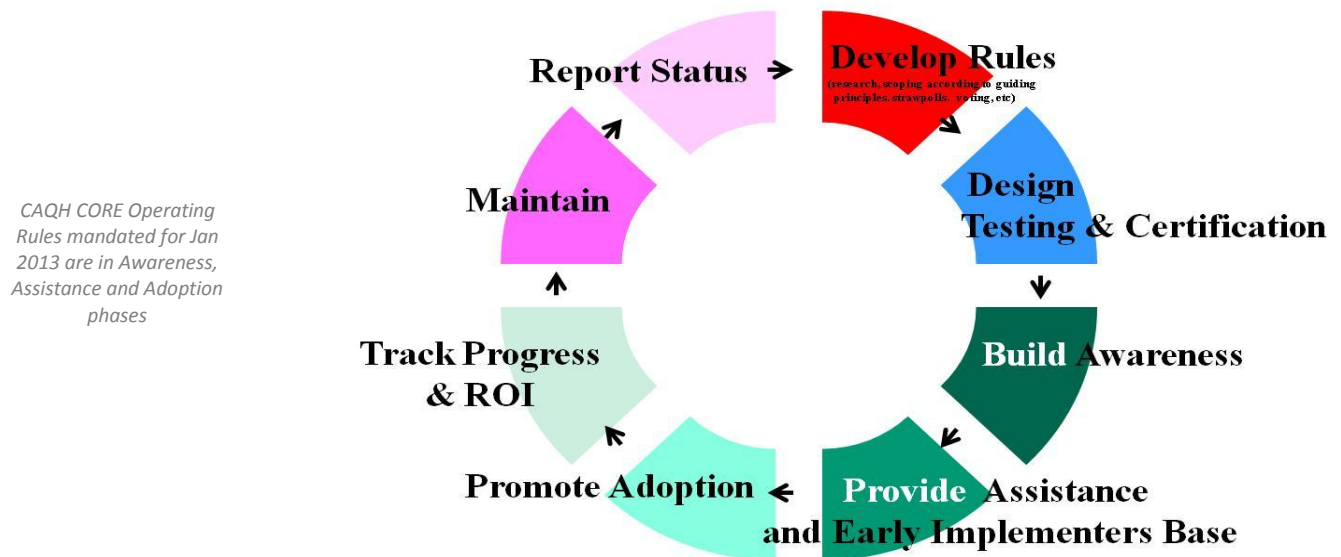 Report Status
Develop Rules
(research, scoping according to guiding
principles, strawpolls, voting, etc)
Design
Testing & Certification
Build Awareness
Provide Assistance
and Early Implementers Base
Promote Adoption
Track Progress
& ROI
Maintain
CAQH CORE Operating
Rules mandated for Jan
2013 are in Awareness,
Assistance and Adoption
phases